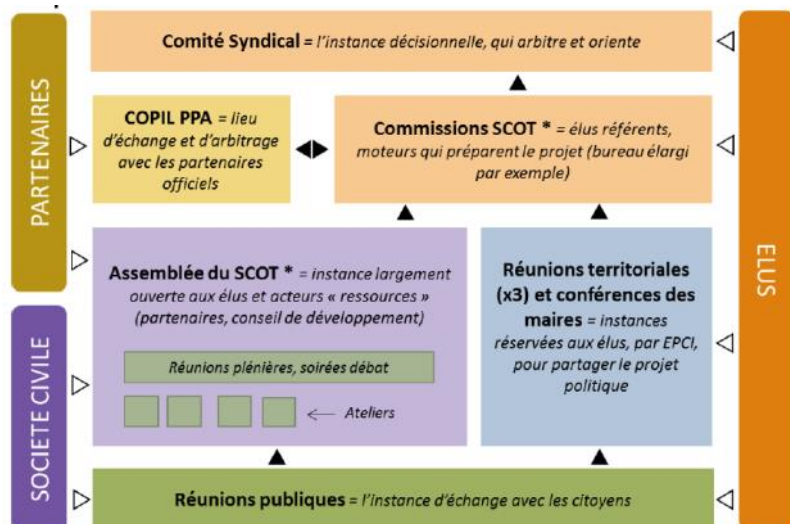 PARTENAIRES
SOCIETE CIVILE
Comité Syndical = l'instance décisionnelle, qui arbitre et oriente
COPIL PPA = lieu
d'échange et d'arbitrage
avec les partenaires
officiels
Commissions SCOT * = élus référents,
moteurs qui préparent le projet (bureau élargi
par exemple)
Assemblée du SCOT * = instance largement
ouverte aux élus et acteurs « ressources »
(partenaires, conseil de développement)
Réunions plénières, soirées débat
Ateliers
Réunions territoriales
(x3) et conférences des
maires = instances
réservées aux élus, par EPCI,
pour partager le projet
politique
Réunions publiques = l'instance d'échange avec les citoyens
ELUS